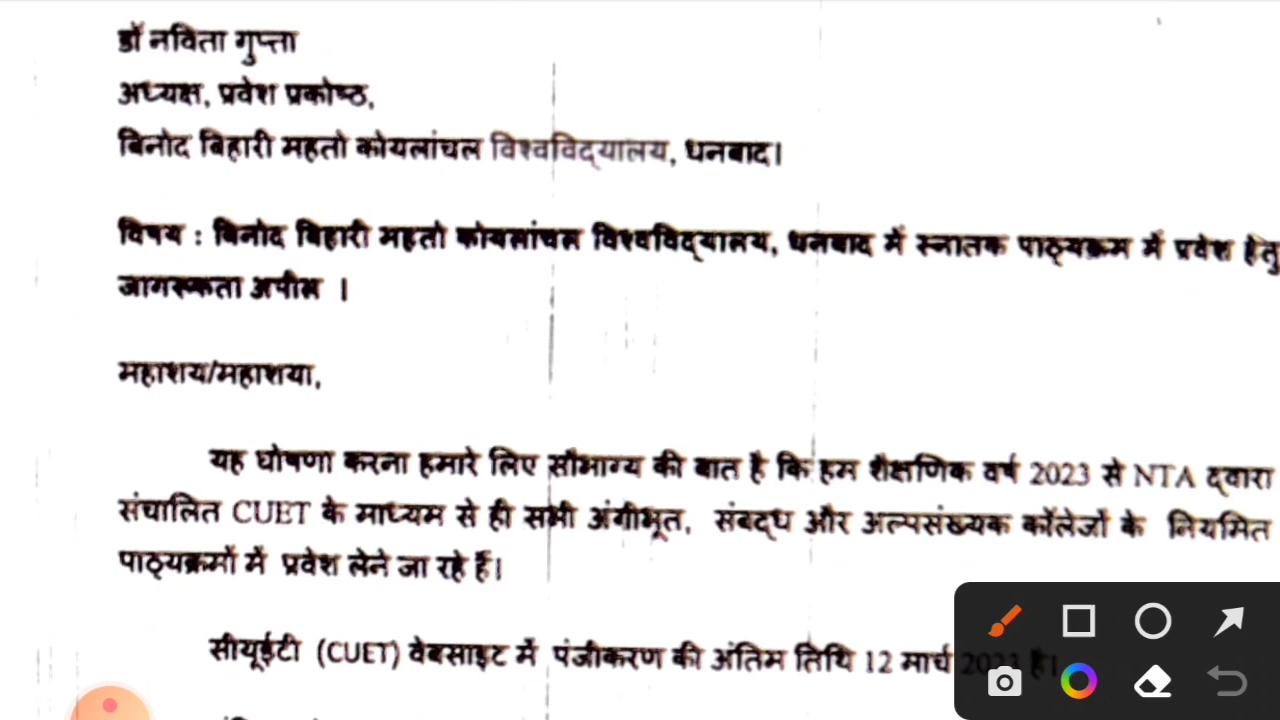 डॉ नविता गुप्ता
अध्यक्ष, प्रवेश प्रकोष्ठ,
बिनोद बिहारी महतो कोयलांचल विश्वविद्यालय, धनबाद।
विषय : बिनोद बिहारी महतो कोयलांचल विश्वविद्यालय, धनबाद में स्नातक पाठ्यक्रम में प्रवेश हेतु
जागरूकता अपील ।
महाशय/महाशया,
यह घोषणा करना हमारे लिए सौभाग्य की बात है कि हम शैक्षणिक वर्ष 2023 से NTA द्वारा
संचालित CUET के माध्यम से ही सभी अंगीभूत, संबद्ध और अल्पसंख्यक कॉलेजों के नियमित
पाठ्यक्रमों में प्रवेश लेने जा रहे हैं।
सीयूईटी (CUET) वेबसाइट में पंजीकरण की अंतिम तिथि 12 मार्च 2023 है।